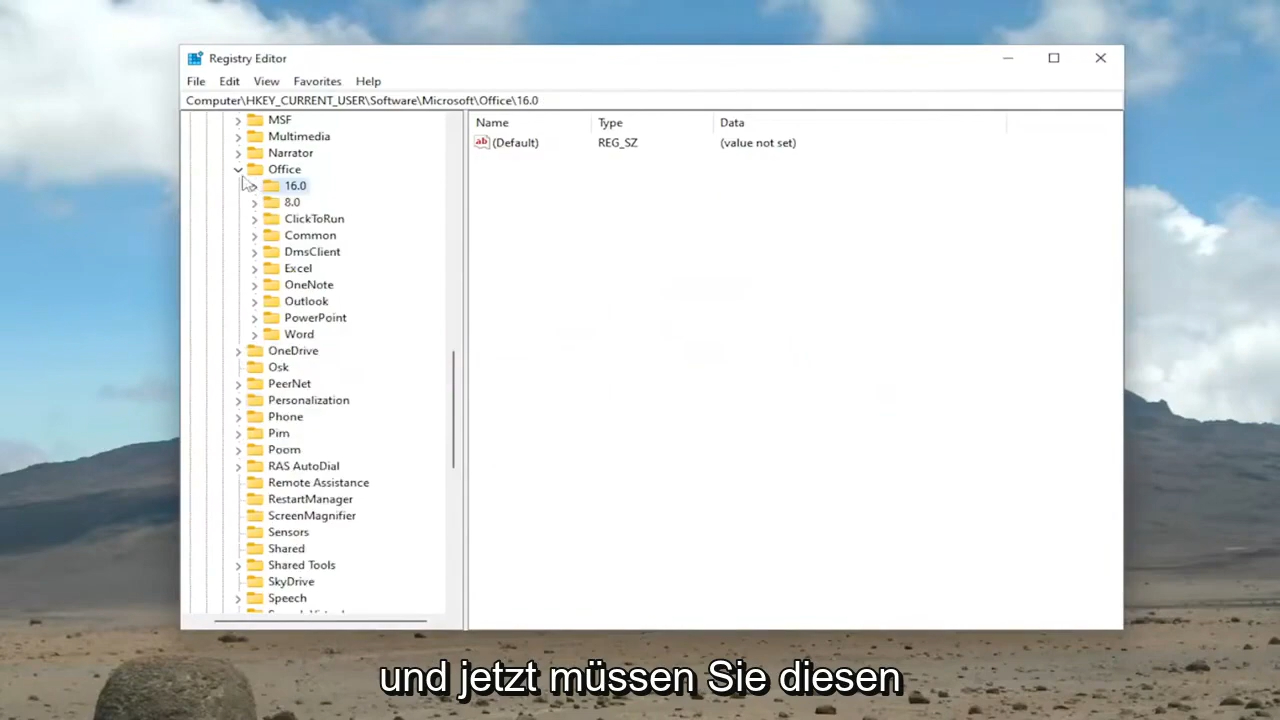 Registry Editor
File Edit View Favorites Help
Computer\HKEY_CURRENT_USER\Software\Microsoft\Office\16.0
MSF
Multimedia
Narrator
Office
16.0
8.0
ClickToRun
Common
DmsClient
Excel
OneNote
Outlook
PowerPoint
Word
OneDrive
Osk
PeerNet
Personalization
Phone
Pim
Poom
RAS AutoDial
Remote Assistance
RestartManager
ScreenMagnifier
Sensors
Shared
Shared Tools
SkyDrive
Speech
Name Type Data
ab (Default) REG_SZ (value not set)
und jetzt müssen Sie diesen